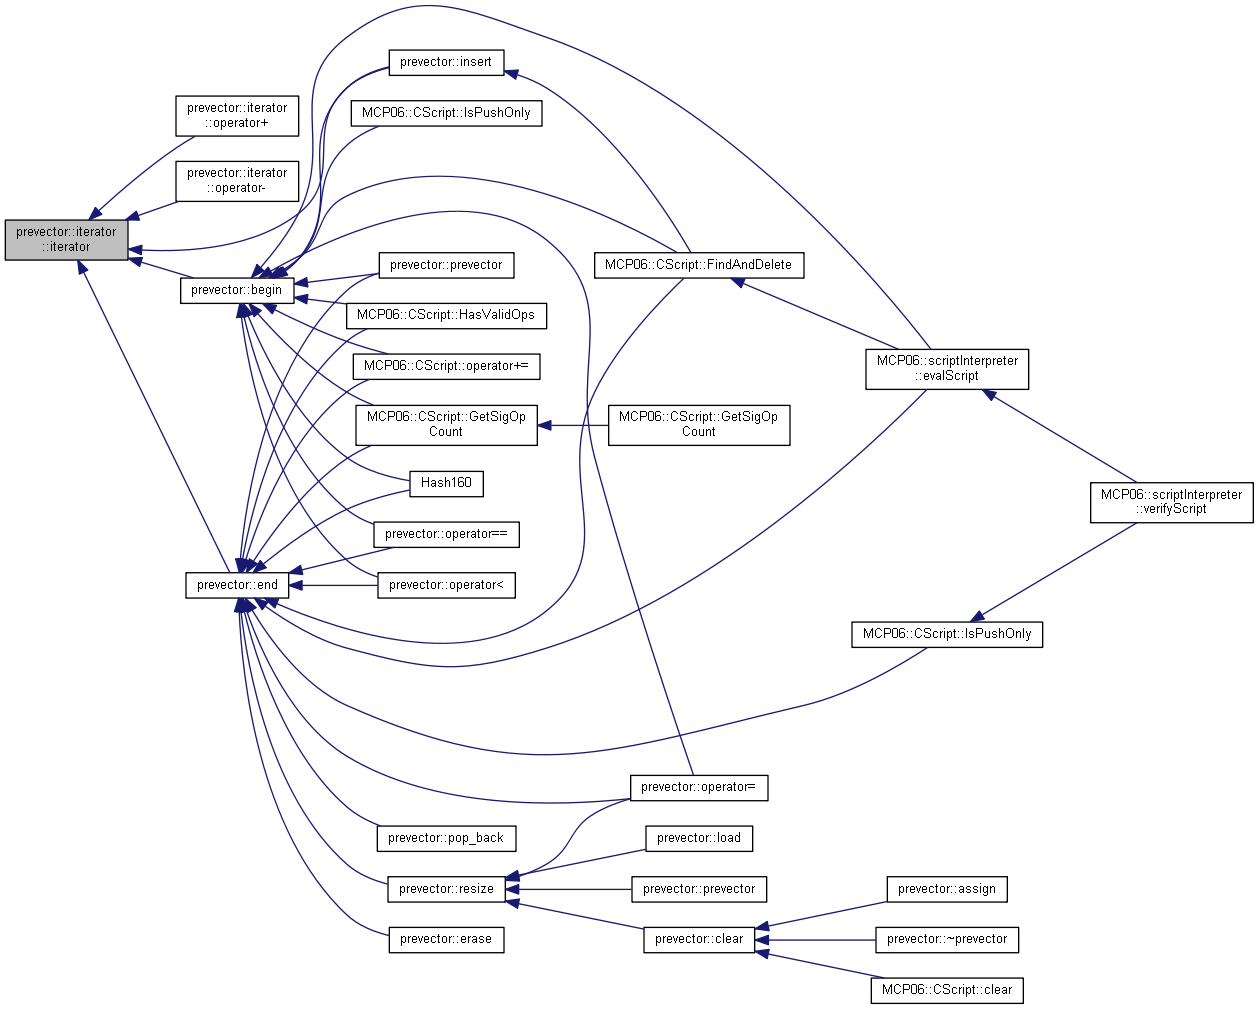 prevector::insert
MCP06::CScript::IsPushOnly
prevector::iterator
::operator+
prevector::iterator
::operator-
prevector::iterator
::iterator
prevector::begin
prevector::prevector
MCP06::CScript::FindAndDelete
MCP06::CScript::HasValidOps
MCP06::CScript::operator+=
MCP06::scriptInterpreter
::evalScript
MCP06::CScript::GetSigOp
Count
MCP06::CScript::GetSigOp
Count
Hash160
MCP06::scriptInterpreter
::verifyScript
prevector::operator==
prevector::end
prevector::operator<
MCP06::CScript::IsPushOnly
prevector::operator=
prevector::pop_back
prevector::load
prevector::resize
prevector::prevector
prevector::assign
prevector::erase
prevector::clear
prevector::~prevector
MCP06::CScript::clear